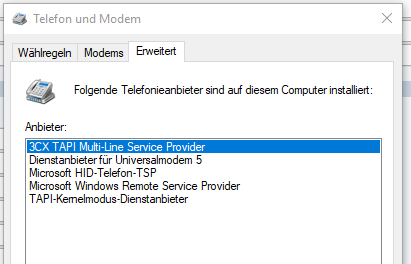 Telefon und Modem
Wählregeln Modems Erweitert
Folgende Telefonieanbieter sind auf diesem Computer installiert:
Anbieter:
3CX TAPI Multi-Line Service Provider
Dienstanbieter für Universalmodem 5
Microsoft HID-Telefon-TSP
Microsoft Windows Remote Service Provider
TAPI-Kernelmodus-Dienstanbieter